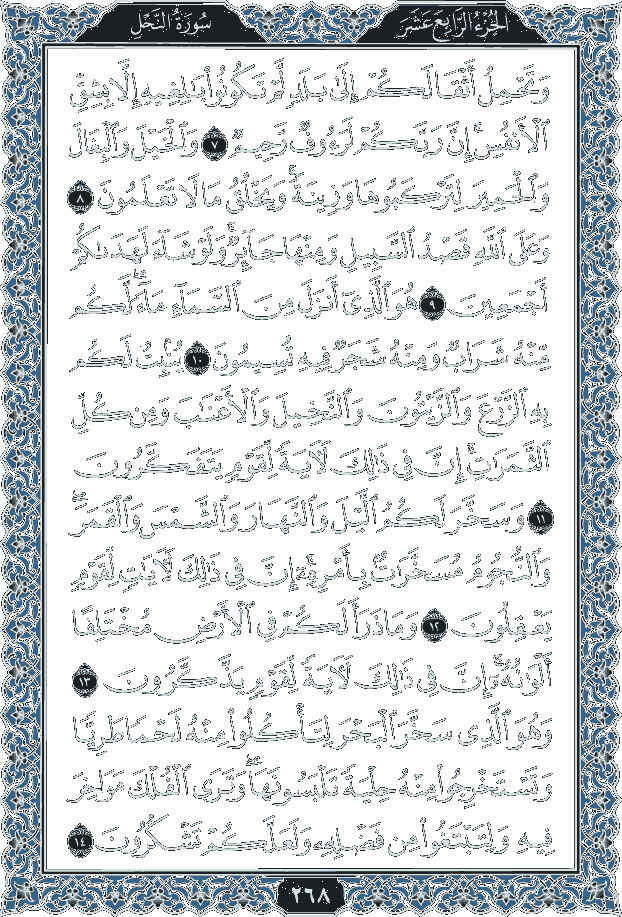 الجزء الرابع عشر
سورة النحل
وَتَحْمِلُ أَثْقَالَكُمْ إِلَىٰ بَلَدٍ لَّمْ تَكُونُوا۟ بَٰلِغِيهِ إِلَّا بِشِقِّ
ٱلْأَنفُسِ ۚ إِنَّ رَبَّكُمْ لَرَءُوفٌ رَّحِيمٌ ٧ وَٱلْخَيْلَ وَٱلْبِغَالَ
وَٱلْحَمِيرَ لِتَرْكَبُوهَا وَزِينَةً ۚ وَيَخْلُقُ مَا لَا تَعْلَمُونَ ٨
وَعَلَى ٱللَّهِ قَصْدُ ٱلسَّبِيلِ وَمِنْهَا جَآئِرٌ ۚ وَلَوْ شَآءَ لَهَدَىٰكُمْ
أَجْمَعِينَ ٩ هُوَ ٱلَّذِىٓ أَنزَلَ مِنَ ٱلسَّمَآءِ مَآءً ۖ لَّكُم
مِّنْهُ شَرَابٌ وَمِنْهُ شَجَرٌ فِيهِ تُسِيمُونَ ١٠ يُنۢبِتُ لَكُم
بِهِ ٱلزَّرْعَ وَٱلزَّيْتُونَ وَٱلنَّخِيلَ وَٱلْأَعْنَٰبَ وَمِن كُلِّ
ٱلثَّمَرَٰتِ ۗ إِنَّ فِى ذَٰلِكَ لَءَايَةً لِّقَوْمٍ يَتَفَكَّرُونَ
١١ وَسَخَّرَ لَكُمُ ٱلَّيْلَ وَٱلنَّهَارَ وَٱلشَّمْسَ وَٱلْقَمَرَ ۖ
وَٱلنُّجُومُ مُسَخَّرَٰتٌۢ بِأَمْرِهِۦٓ ۗ إِنَّ فِى ذَٰلِكَ لَءَايَٰتٍ لِّقَوْمٍ
يَعْقِلُونَ ١٢ وَمَا ذَرَأَ لَكُمْ فِى ٱلْأَرْضِ مُخْتَلِفًا
أَلْوَٰنُهُۥٓ ۗ إِنَّ فِى ذَٰلِكَ لَءَايَةً لِّقَوْمٍ يَذَّكَّرُونَ ١٣
وَهُوَ ٱلَّذِى سَخَّرَ ٱلْبَحْرَ لِتَأْكُلُوا۟ مِنْهُ لَحْمًا طَرِيًّا
وَتَسْتَخْرِجُوا۟ مِنْهُ حِلْيَةً تَلْبَسُونَهَا ۖ وَتَرَى ٱلْفُلْكَ مَوَاخِرَ
فِيهِ وَلِتَبْتَغُوا۟ مِن فَضْلِهِۦ وَلَعَلَّكُمْ تَشْكُرُونَ ١٤
٢٦٨